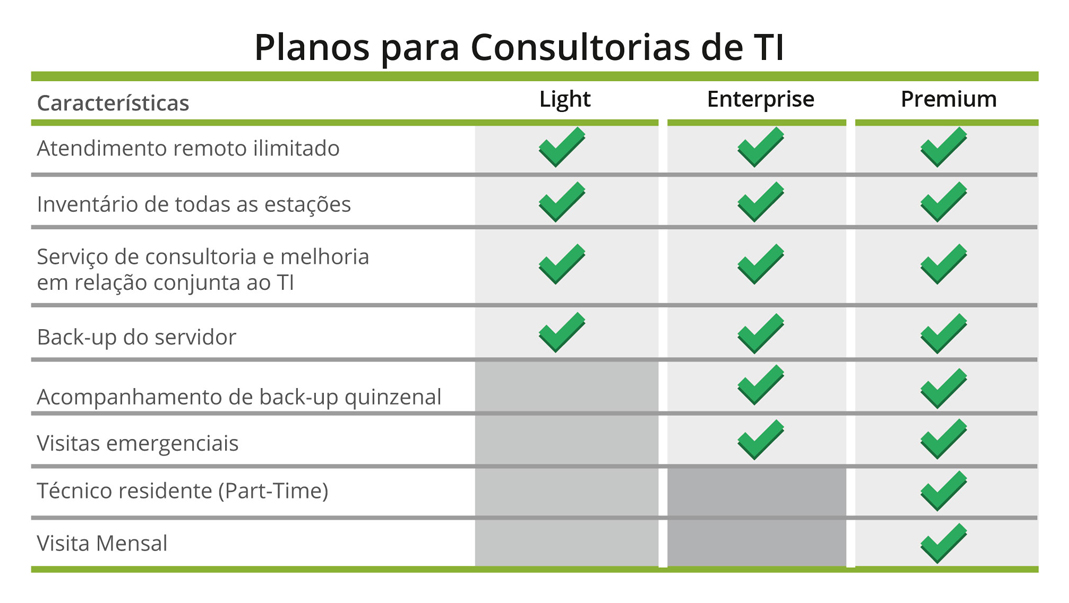 Planos para Consultorias de TI
Características Light Enterprise Premium
Atendimento remoto ilimitado
Inventário de todas as estações
Serviço de consultoria e melhoria
em relação conjunta ao TI
Back-up do servidor
Acompanhamento de back-up quinzenal
Visitas emergenciais
Técnico residente (Part-Time)
Visita Mensal